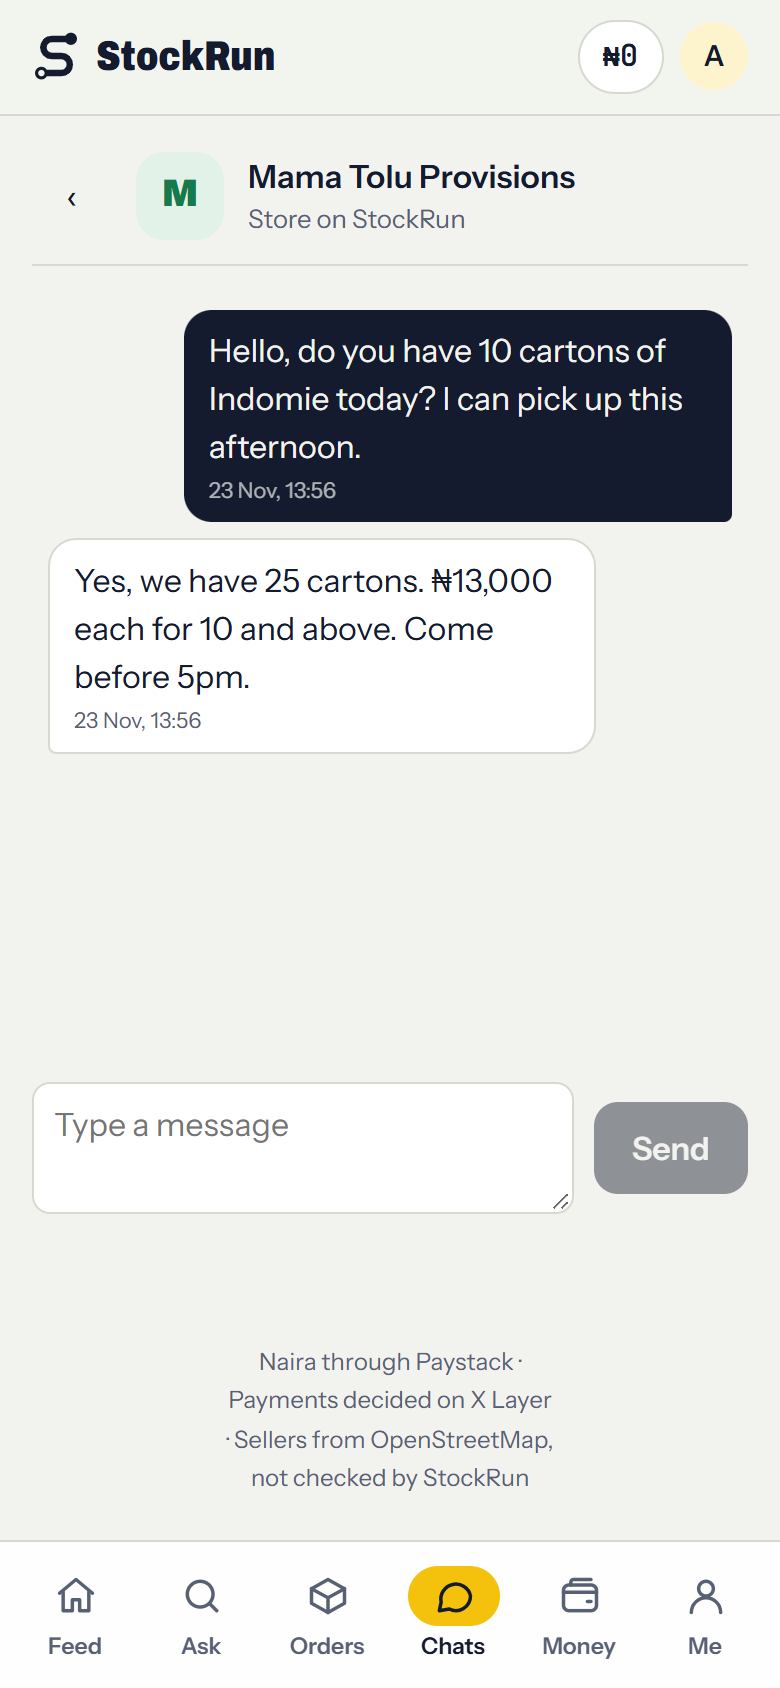 StockRun
₦0
A
‹
M
Mama Tolu Provisions
Store on StockRun
Hello, do you have 10 cartons of
Indomie today? I can pick up this
afternoon.
23 Nov, 13:56
Yes, we have 25 cartons. ₦13,000
each for 10 and above. Come
before 5pm.
23 Nov, 13:56
Type a message
Send
Naira through Paystack ·
Payments decided on X Layer
· Sellers from OpenStreetMap,
not checked by StockRun
Feed
Ask
Orders
Chats
Money
Me